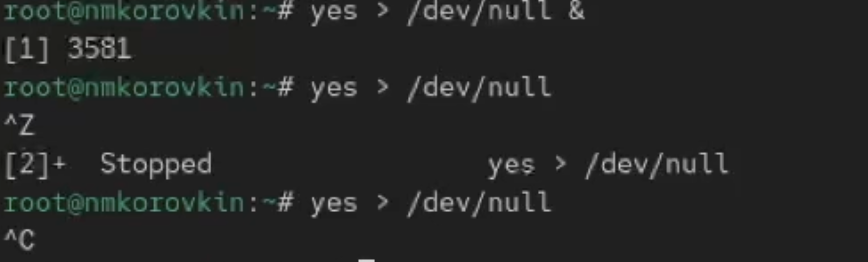 root@nmkorovkin:~# yes > /dev/null &
[1] 3581
root@nmkorovkin:~# yes > /dev/null
^Z
[2]+  Stopped                 yes > /dev/null
root@nmkorovkin:~# yes > /dev/null
^C